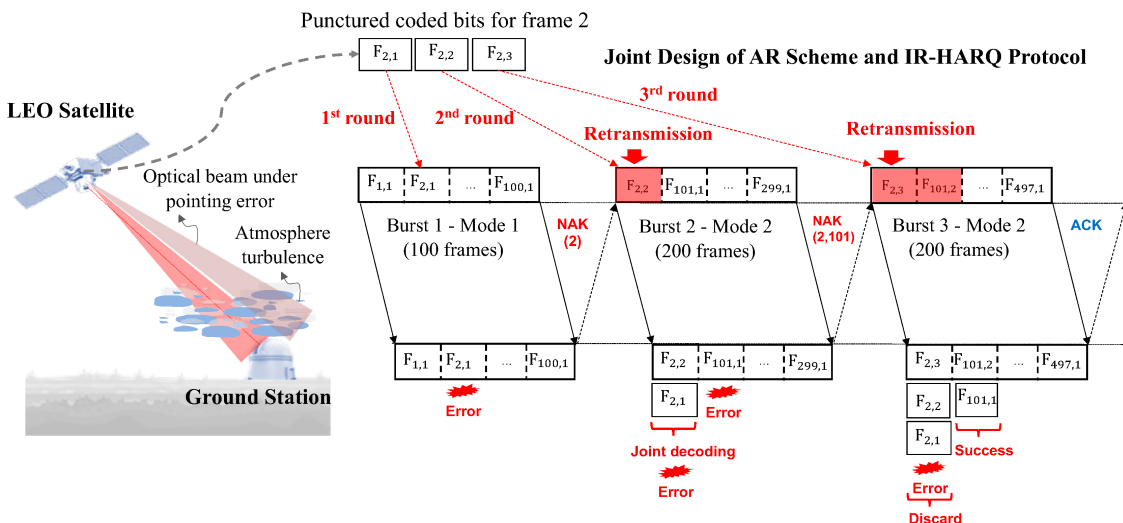 Punctured coded bits for frame 2
F2,1 F2,2 F2,3
Joint Design of AR Scheme and IR-HARQ Protocol
LEO Satellite
1st round
2nd round
3rd round
Retransmission
Retransmission
Optical beam under
pointing error
Atmosphere
turbulence
F1,1 F2,1 ... F100,1
F2,2 F101,1 ... F299,1
F2,3 F101,2 ... F497,1
Burst 1 - Mode 1
(100 frames)
NAK
(2)
Burst 2 - Mode 2
(200 frames)
NAK
(2,101)
Burst 3 - Mode 2
(200 frames)
ACK
F1,1 F2,1 ... F100,1
F2,2 F101,1 ... F299,1
F2,3 F101,2 ... F497,1
Ground Station
Error
F2,1
Error
Joint decoding
Error
F2,2 F101,1
F2,1
Success
Error
Discard